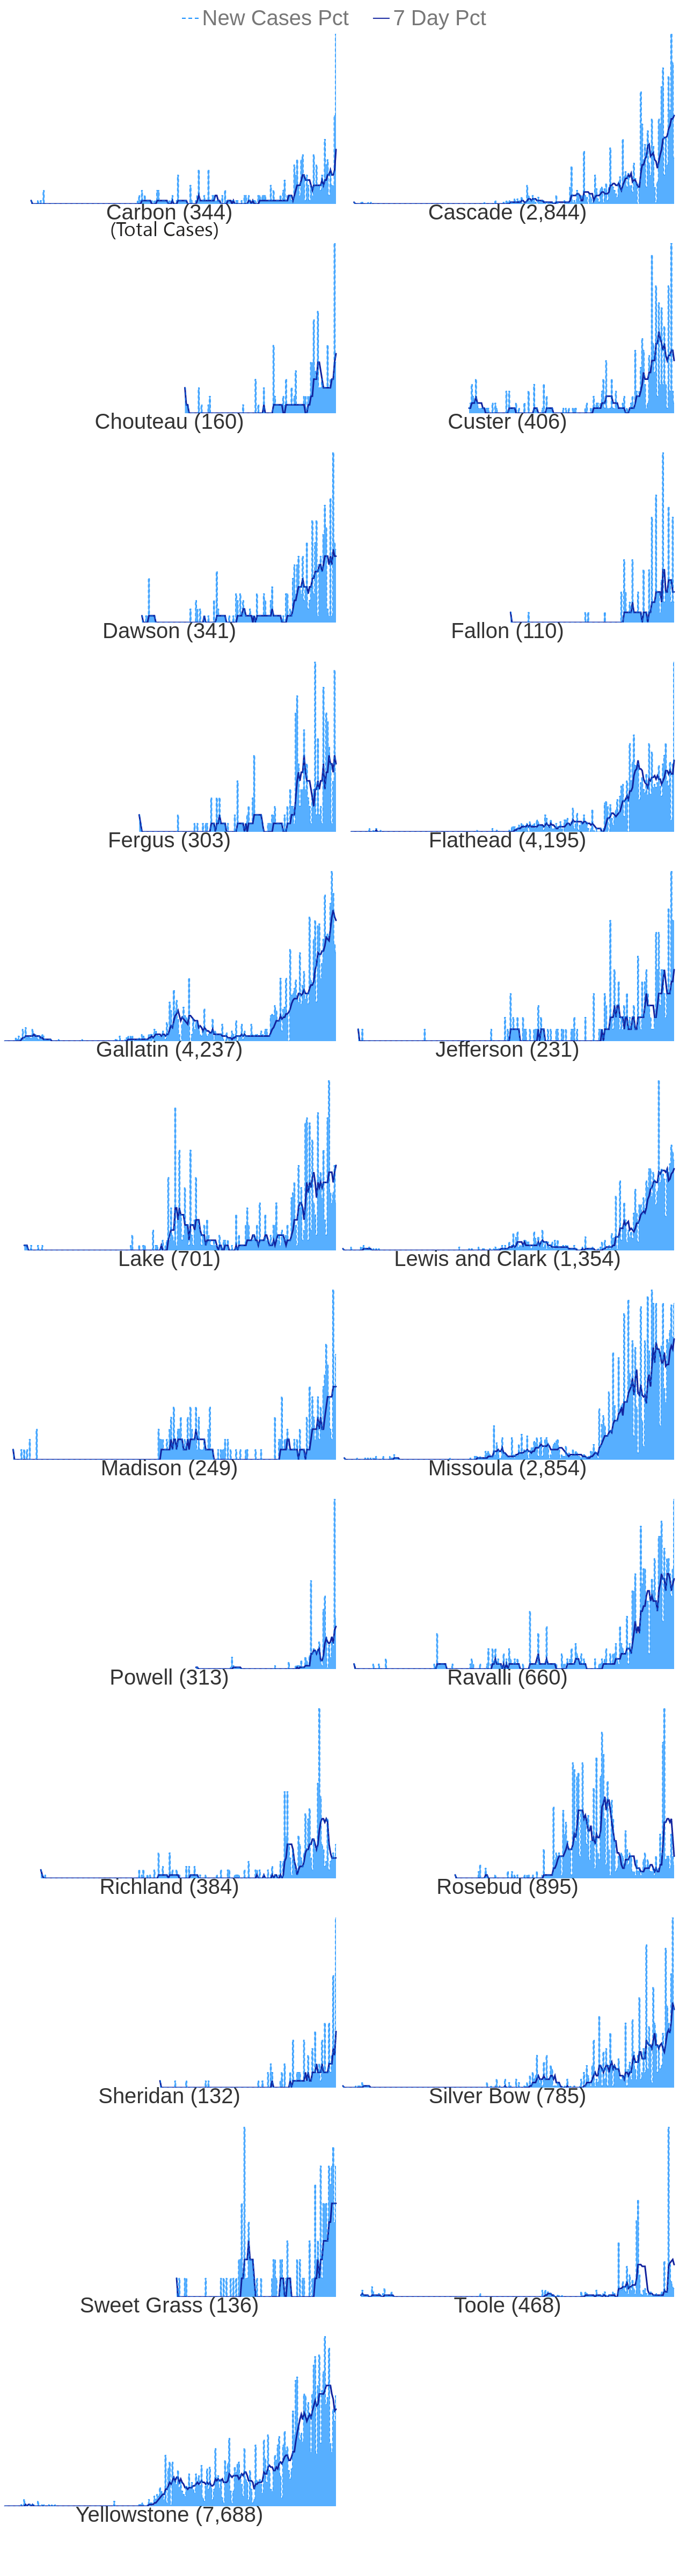 New Cases Pct 7 Day Pct
Carbon (344) Cascade (2,844)
(Total Cases)
Chouteau (160) Custer (406)
Dawson (341) Fallon (110)
Fergus (303) Flathead (4,195)
Gallatin (4,237) Jefferson (231)
Lake (701) Lewis and Clark (1,354)
Madison (249) Missoula (2,854)
Powell (313) Ravalli (660)
Richland (384) Rosebud (895)
Sheridan (132) Silver Bow (785)
Sweet Grass (136) Toole (468)
Yellowstone (7,688)